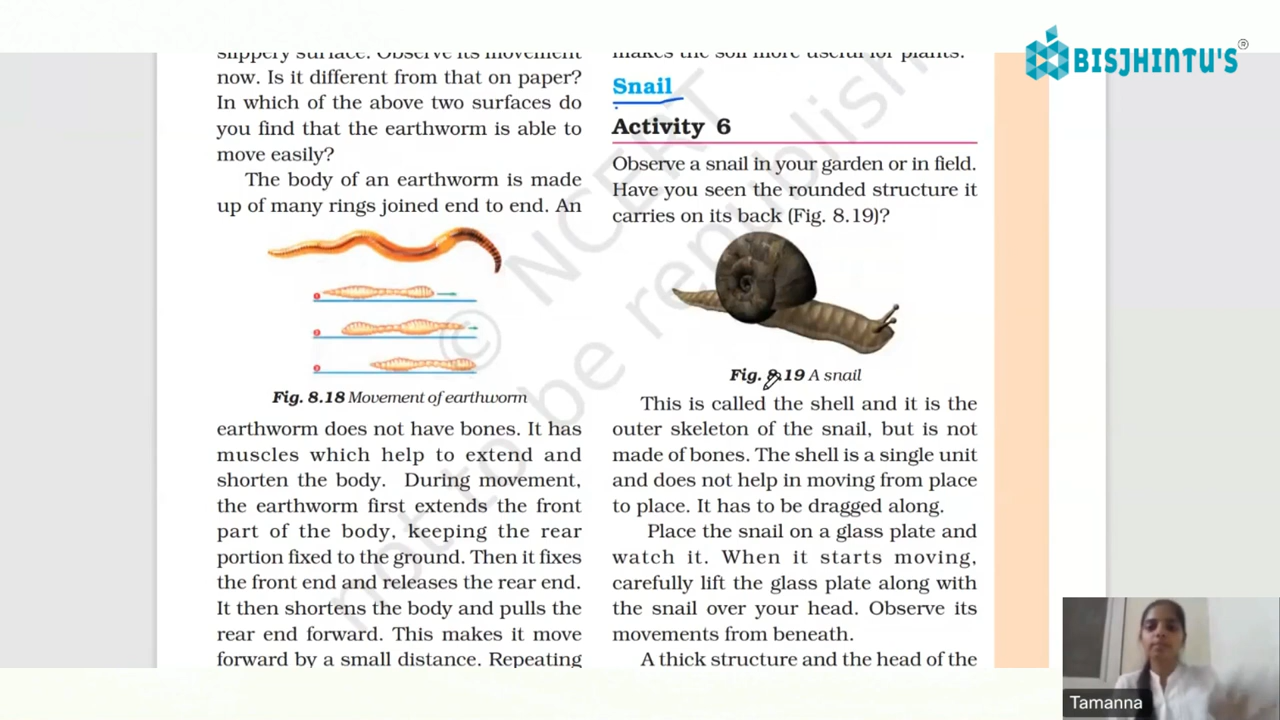 slippery surface. Observe its movement
now. Is it different from that on paper?
In which of the above two surfaces do
you find that the earthworm is able to
move easily?
The body of an earthworm is made
up of many rings joined end to end. An
Fig. 8.18 Movement of earthworm
earthworm does not have bones. It has
muscles which help to extend and
shorten the body. During movement,
the earthworm first extends the front
part of the body, keeping the rear
portion fixed to the ground. Then it fixes
the front end and releases the rear end.
It then shortens the body and pulls the
rear end forward. This makes it move
forward by a small distance. Repeating
makes the soil more useful for plants.
Snail
Activity 6
Observe a snail in your garden or in field.
Have you seen the rounded structure it
carries on its back (Fig. 8.19)?
Fig. 8.19 A snail
This is called the shell and it is the
outer skeleton of the snail, but is not
made of bones. The shell is a single unit
and does not help in moving from place
to place. It has to be dragged along.
Place the snail on a glass plate and
watch it. When it starts moving,
carefully lift the glass plate along with
the snail over your head. Observe its
movements from beneath.
A thick structure and the head of the
© NCERT
not to be republish
BISJHINTU'S®
Tamanna